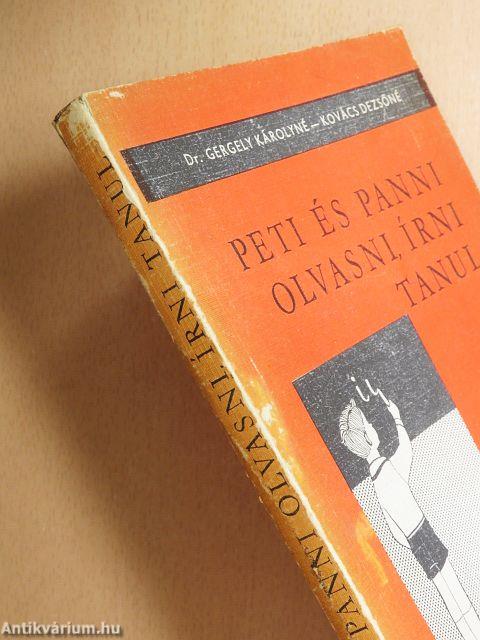 Dr. GERGELY KÁROLYNÉ — KOVÁCS DEZSŐNÉ
PETI ÉS PANNI
OLVASNI, ÍRNI
TANUL
i u
PANNI OLVASNI, ÍRNI TANUL
Antikvárium.hu